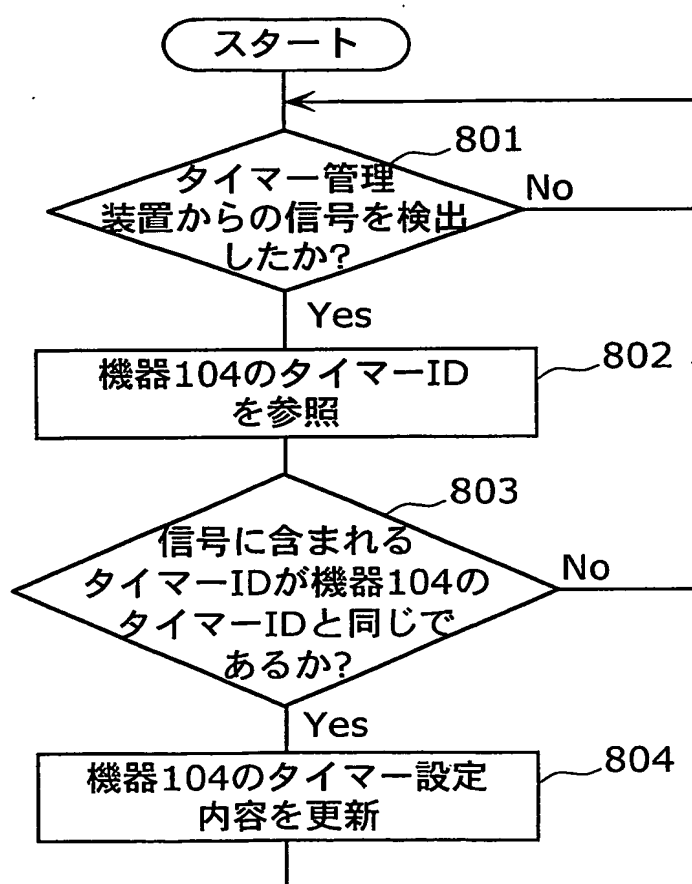 スタート
801
タイマー管理
装置からの信号を検出
したか?
No
Yes
802
機器104のタイマーID
を参照
803
信号に含まれる
タイマーIDが機器104の
タイマーIDと同じで
あるか?
No
Yes
804
機器104のタイマー設定
内容を更新